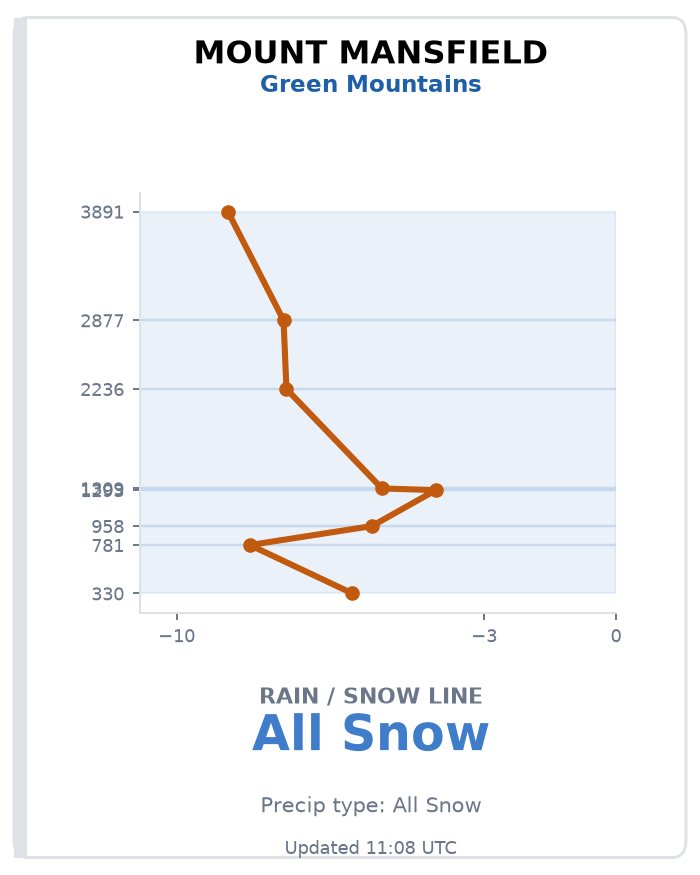 MOUNT MANSFIELD
Green Mountains
3891
2877
2236
958
781
330
−10
−3
0
RAIN / SNOW LINE
All Snow
Precip type: All Snow
Updated 11:08 UTC